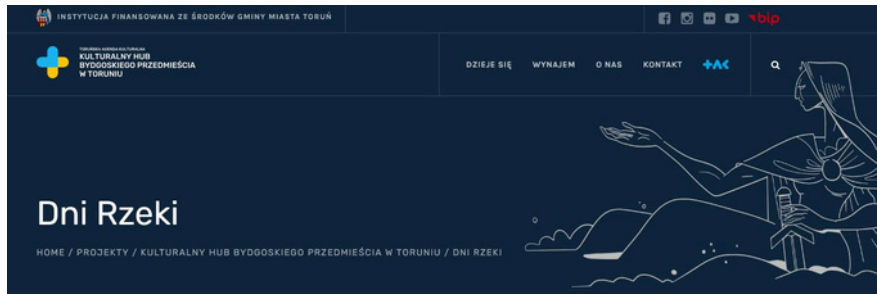 INSTYTUCJA FINANSOWANA ZE ŚRODKÓW GMINY MIASTA TORUŃ
bip
TORUŃSKA AGENDA KULTURALNA
KULTURALNY HUB
BYDGOSKIEGO PRZEDMIEŚCIA
W TORUNIU
DZIEJE SIĘ WYNAJEM O NAS KONTAKT +AK
Dni Rzeki
HOME / PROJEKTY / KULTURALNY HUB BYDGOSKIEGO PRZEDMIEŚCIA W TORUNIU / DNI RZEKI